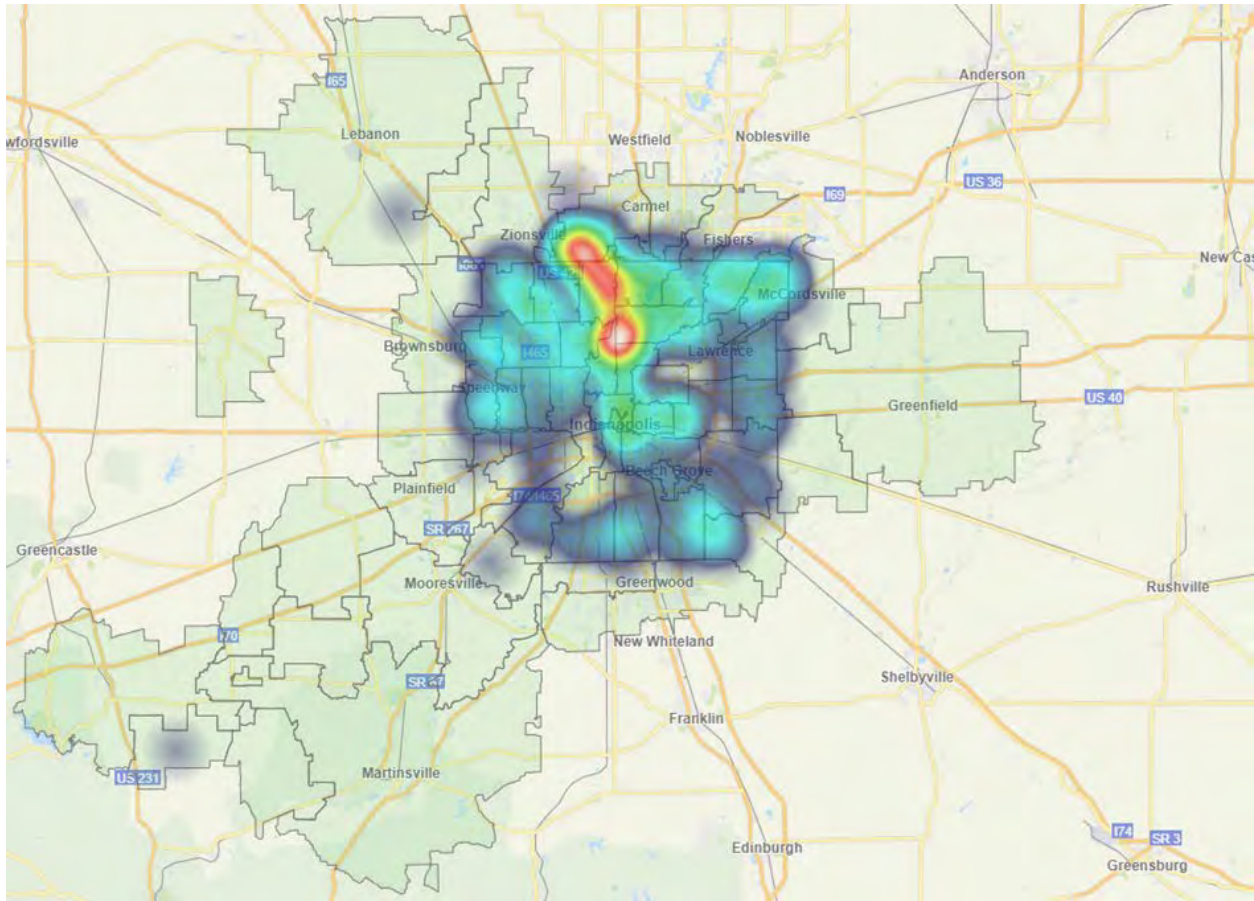 Anderson
I65
Lebanon
Westfield
Noblesville
wfordsville
US 36
I69
Carmel
Zionsville
Fishers
New Cas
McCordsville
Brownsburg
I465
Lawrence
Speedway
US 40
Greenfield
Indianapolis
Beech Grove
Plainfield
I74/I465
SR 267
Greencastle
Mooresville
Greenwood
Rushville
I70
New Whiteland
Shelbyville
Franklin
Martinsville
US 231
Edinburgh
I74
SR 3
Greensburg